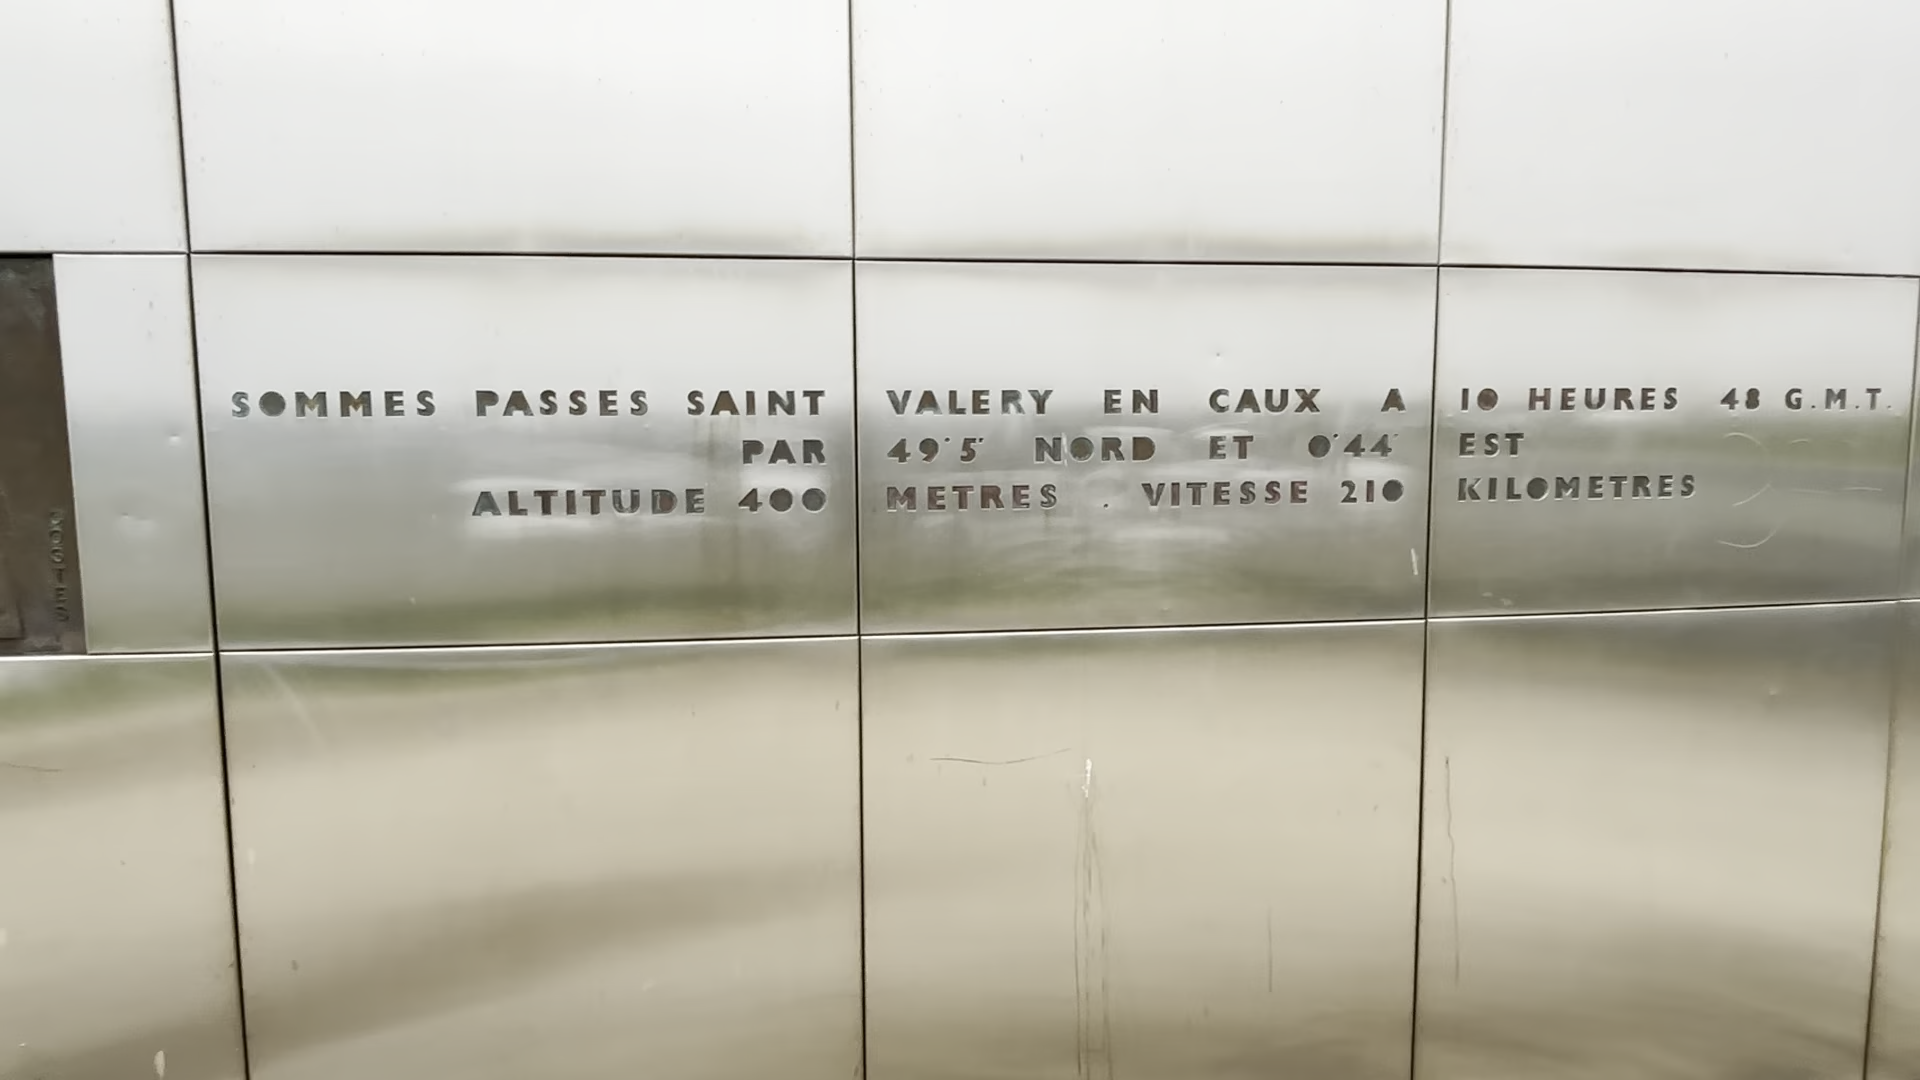 SOMMES PASSES SAINT VALERY EN CAUX A 10 HEURES 48 G.M.T.
PAR 49°5' NORD ET 0°44' EST
ALTITUDE 400 METRES . VITESSE 210 KILOMETRES
COSTES